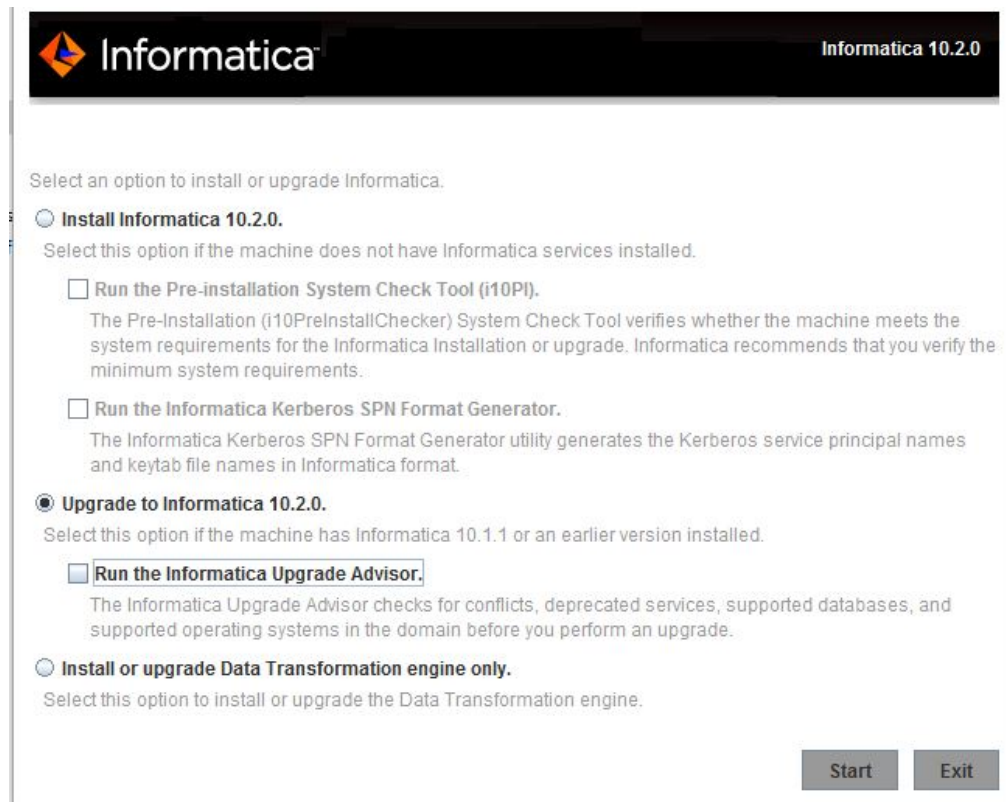 Informatica
Informatica 10.2.0
Select an option to install or upgrade Informatica.
Install Informatica 10.2.0.
Select this option if the machine does not have Informatica services installed.
Run the Pre-installation System Check Tool (i10PI).
The Pre-Installation (i10PreInstallChecker) System Check Tool verifies whether the machine meets the
system requirements for the Informatica Installation or upgrade. Informatica recommends that you verify the
minimum system requirements.
Run the Informatica Kerberos SPN Format Generator.
The Informatica Kerberos SPN Format Generator utility generates the Kerberos service principal names
and keytab file names in Informatica format.
Upgrade to Informatica 10.2.0.
Select this option if the machine has Informatica 10.1.1 or an earlier version installed.
Run the Informatica Upgrade Advisor.
The Informatica Upgrade Advisor checks for conflicts, deprecated services, supported databases, and
supported operating systems in the domain before you perform an upgrade.
Install or upgrade Data Transformation engine only.
Select this option to install or upgrade the Data Transformation engine.
Start
Exit